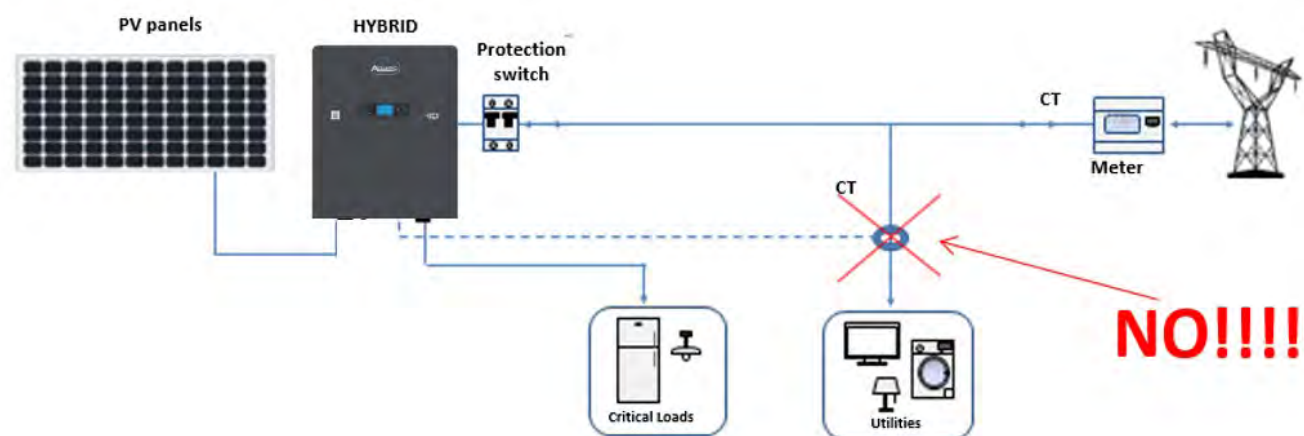 PV panels
HYBRID
Protection
switch
CT
Meter
CT
NO!!!!
Critical Loads
Utilities